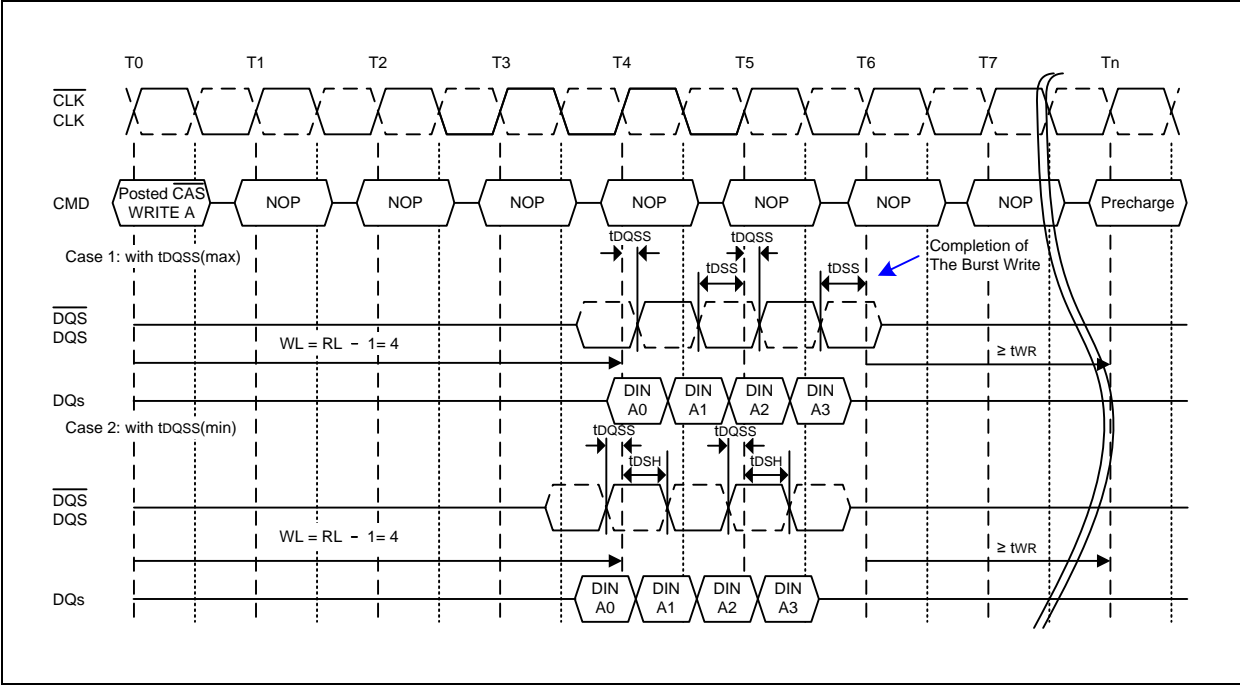 T0 T1 T2 T3 T4 T5 T6 T7 Tn
CLK
CLK
CMD
Posted CAS
WRITE A
NOP NOP NOP NOP NOP NOP NOP Precharge
Case 1: with tDQSS(max)
tDQSS tDQSS
tDSS tDSS
Completion of
The Burst Write
DQS
DQS
WL = RL - 1= 4
≥ tWR
DQs
DIN
A0
DIN
A1
DIN
A2
DIN
A3
Case 2: with tDQSS(min)
tDQSS tDQSS
tDSH tDSH
DQS
DQS
WL = RL - 1= 4
≥ tWR
DQs
DIN
A0
DIN
A1
DIN
A2
DIN
A3